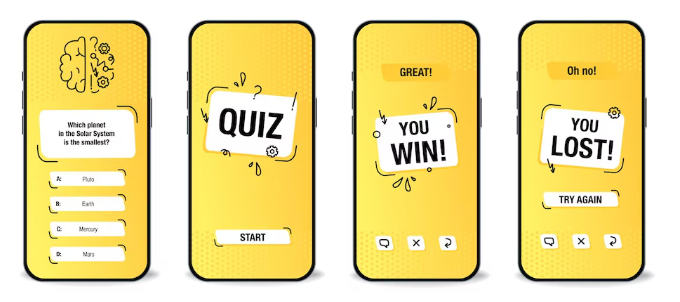 Which planet
in the Solar System
is the smallest?
A: Pluto
B: Earth
C: Mercury
D: Mars
QUIZ
START
GREAT!
YOU
WIN!
Oh no!
YOU
LOST!
TRY AGAIN